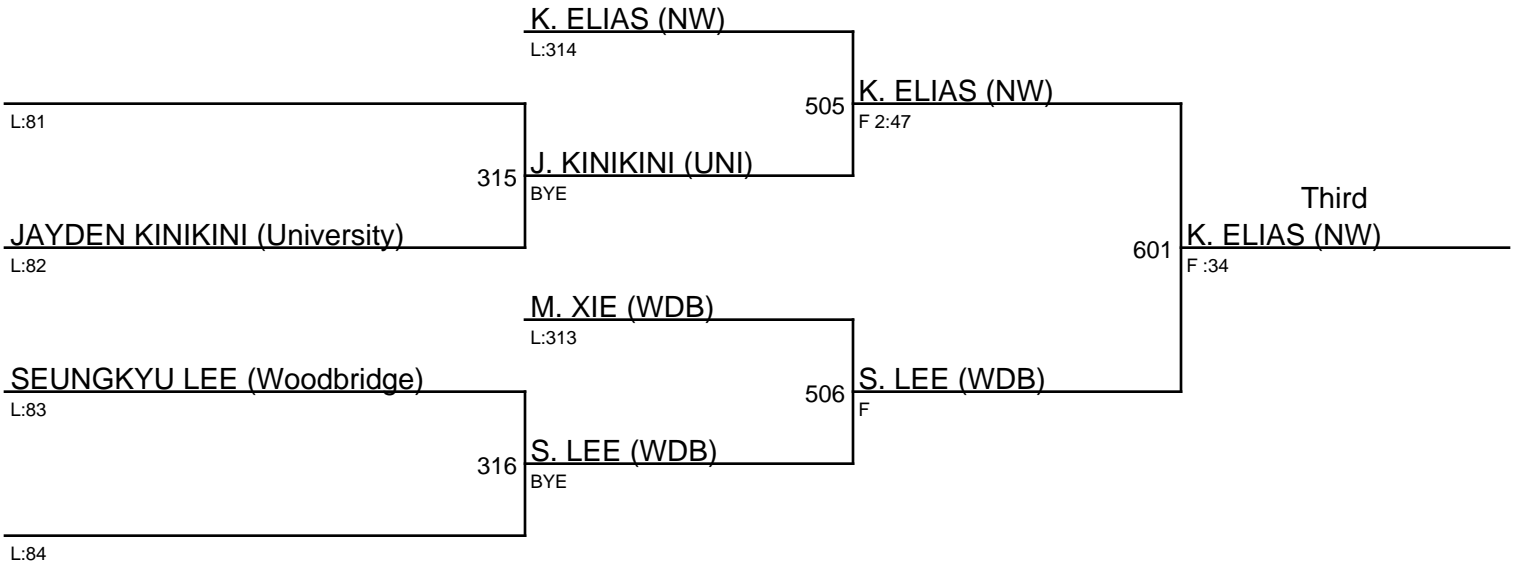 K. ELIAS (NW)
L:314
L:81
505
K. ELIAS (NW)
F 2:47
315
J. KINIKINI (UNI)
BYE
JAYDEN KINIKINI (University)
L:82
Third
601
K. ELIAS (NW)
F :34
M. XIE (WDB)
L:313
SEUNGKYU LEE (Woodbridge)
L:83
506
S. LEE (WDB)
F
316
S. LEE (WDB)
BYE
L:84